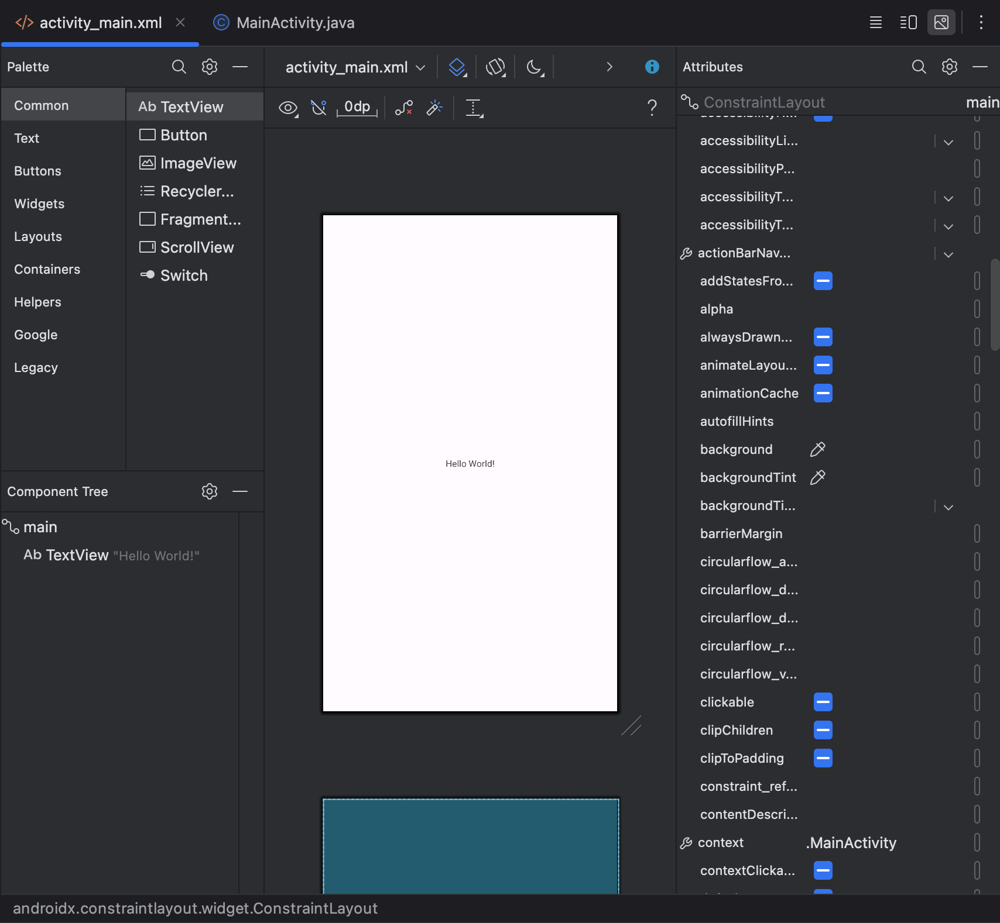 activity_main.xml
MainActivity.java
Palette
Common
Text
Buttons
Widgets
Layouts
Containers
Helpers
Google
Legacy
Ab TextView
Button
ImageView
Recycler...
Fragment...
ScrollView
Switch
Component Tree
main
Ab TextView "Hello World!"
activity_main.xml
0dp
?
Hello World!
Attributes
ConstraintLayout main
accessibilityLi...
accessibilityP...
accessibilityT...
accessibilityT...
actionBarNav...
addStatesFro...
alpha
alwaysDrawn...
animateLayou...
animationCache
autofillHints
background
backgroundTint
backgroundTi...
barrierMargin
circularflow_a...
circularflow_d...
circularflow_d...
circularflow_r...
circularflow_v...
clickable
clipChildren
clipToPadding
constraint_ref...
contentDescri...
context .MainActivity
contextClicka...
androidx.constraintlayout.widget.ConstraintLayout